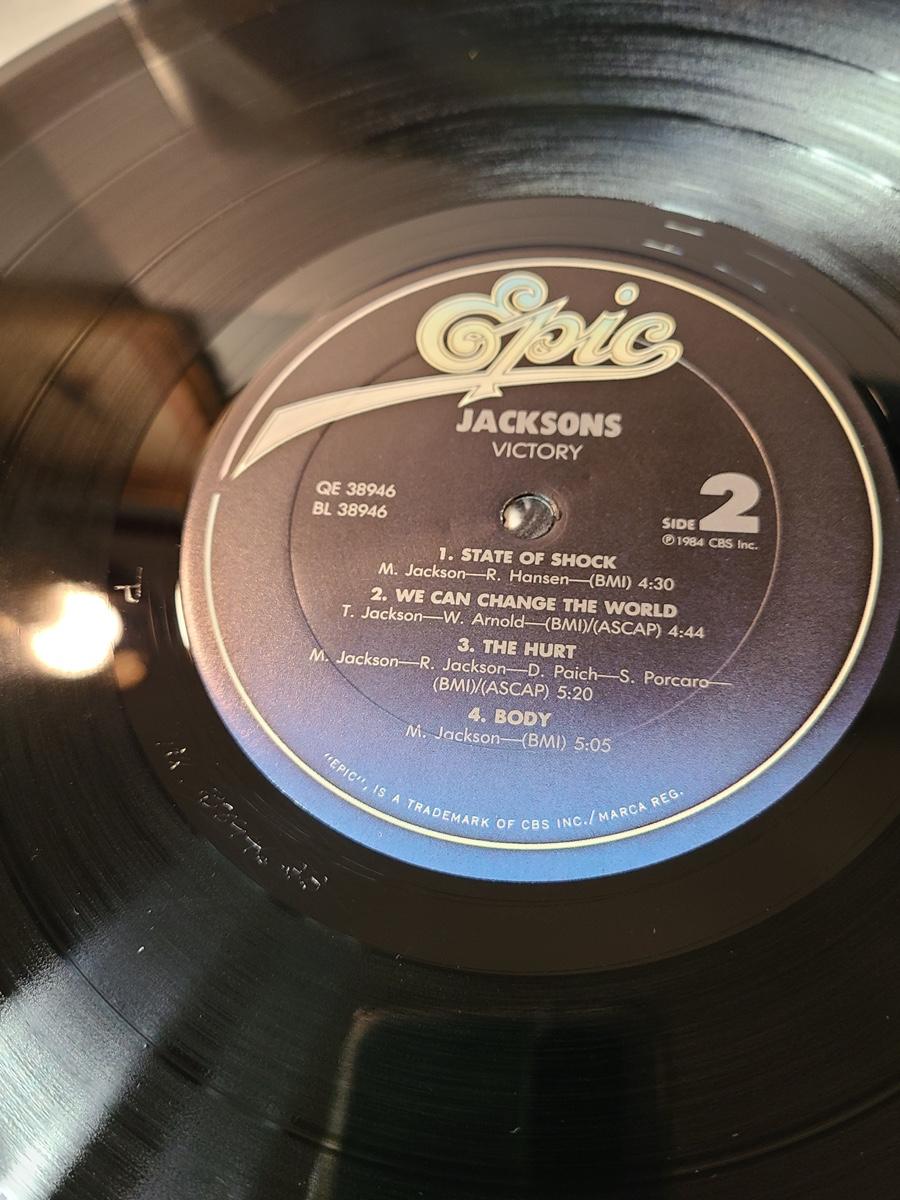 Epic
JACKSONS
VICTORY
QE 38946
BL 38946
SIDE 2
Ⓟ1984 CBS Inc.
1. STATE OF SHOCK
M. Jackson—R. Hansen—(BMI) 4:30
2. WE CAN CHANGE THE WORLD
T. Jackson—W. Arnold—(BMI)/(ASCAP) 4:44
3. THE HURT
M. Jackson—R. Jackson—D. Paich—S. Porcaro—
(BMI)/(ASCAP) 5:20
4. BODY
M. Jackson—(BMI) 5:05
"EPIC", IS A TRADEMARK OF CBS INC./MARCA REG.